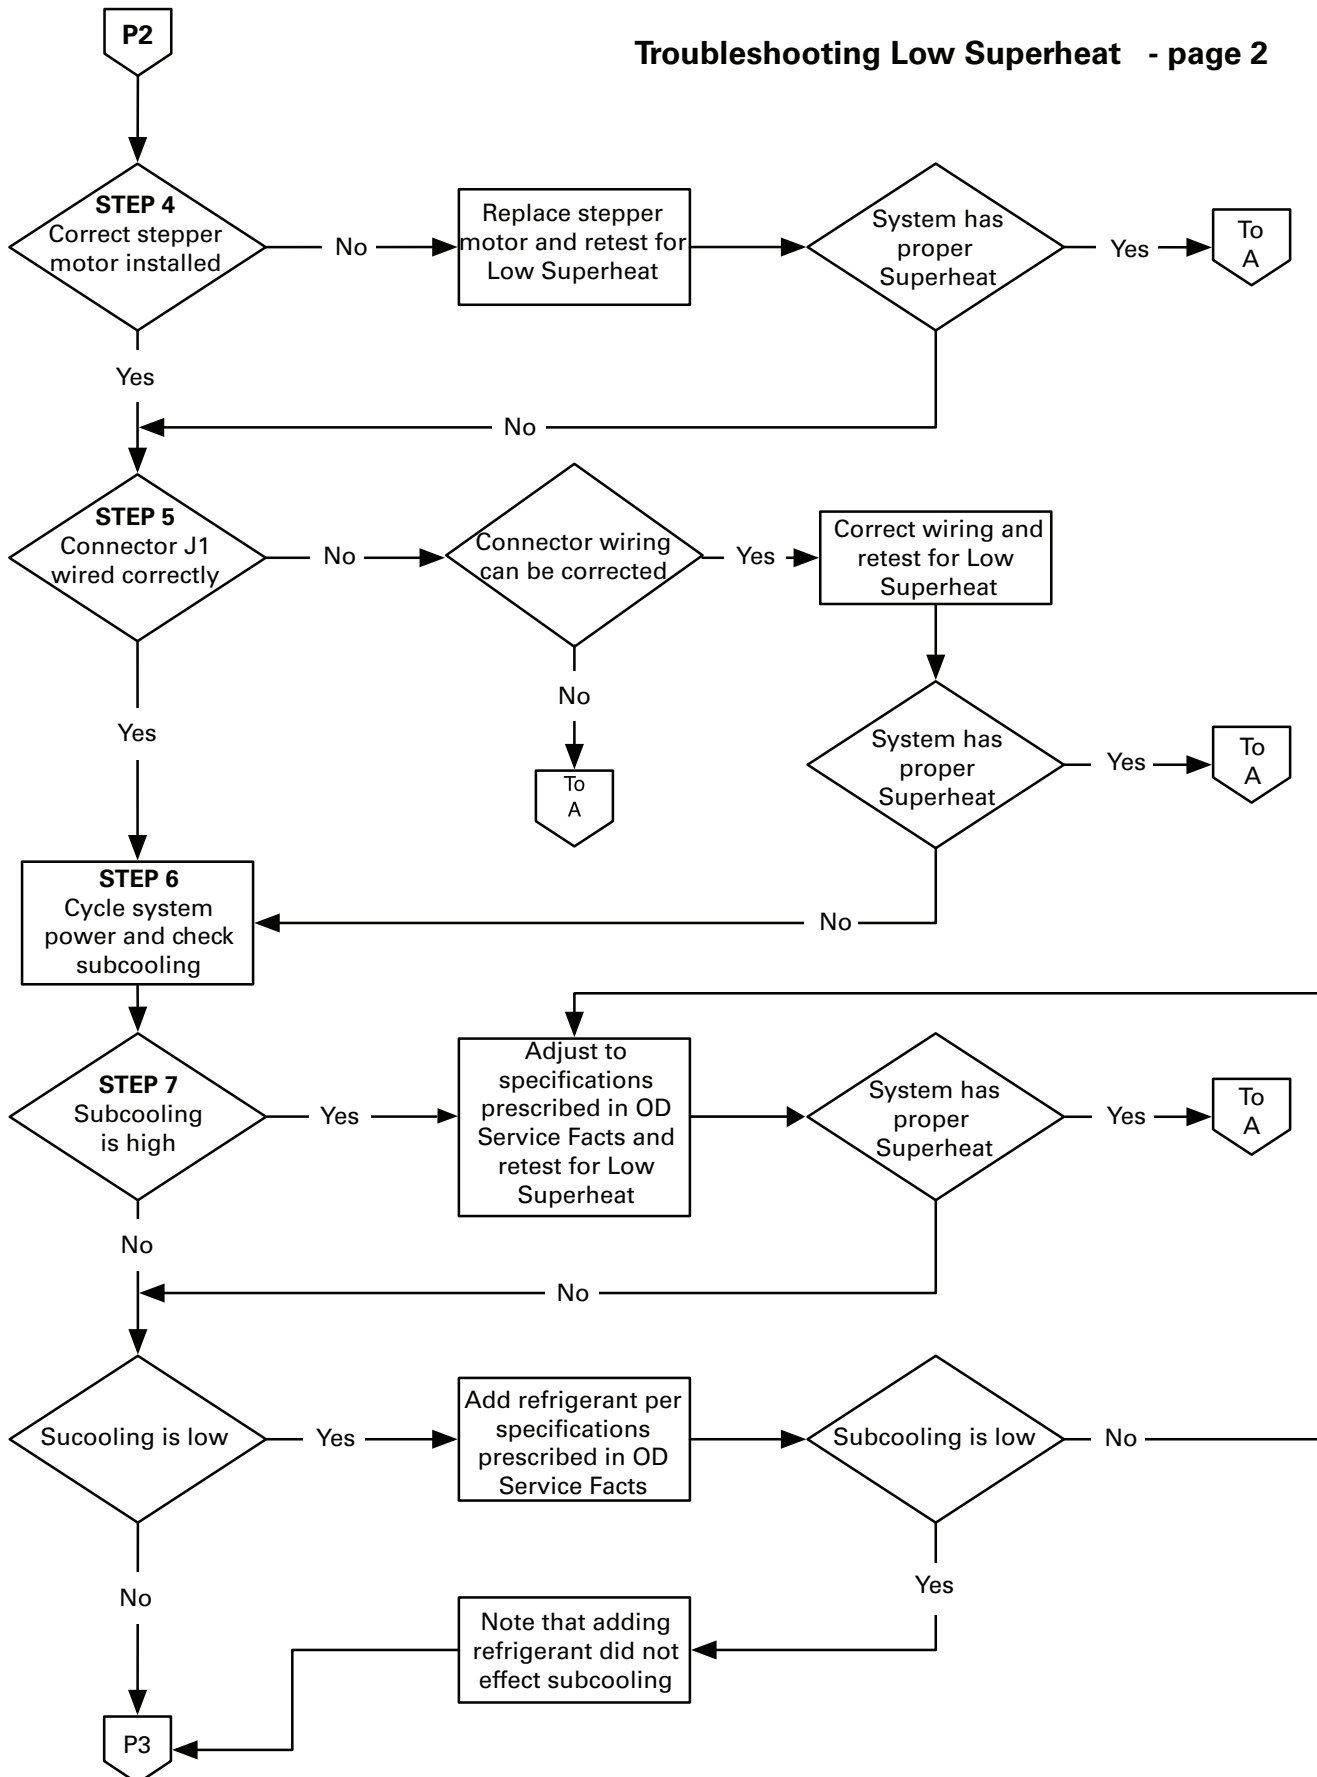 P2
Troubleshooting Low Superheat - page 2
STEP 4
Correct stepper
motor installed
No
Replace stepper
motor and retest for
Low Superheat
System has
proper
Superheat
Yes
To
A
Yes
No
STEP 5
Connector J1
wired correctly
No
Connector wiring
can be corrected
Yes
Correct wiring and
retest for Low
Superheat
No
To
A
Yes
System has
proper
Superheat
Yes
To
A
No
STEP 6
Cycle system
power and check
subcooling
STEP 7
Subcooling
is high
Yes
Adjust to
specifications
prescribed in OD
Service Facts and
retest for Low
Superheat
System has
proper
Superheat
Yes
To
A
No
No
Sucooling is low
Yes
Add refrigerant per
specifications
prescribed in OD
Service Facts
Subcooling is low
No
Yes
No
Note that adding
refrigerant did not
effect subcooling
P3